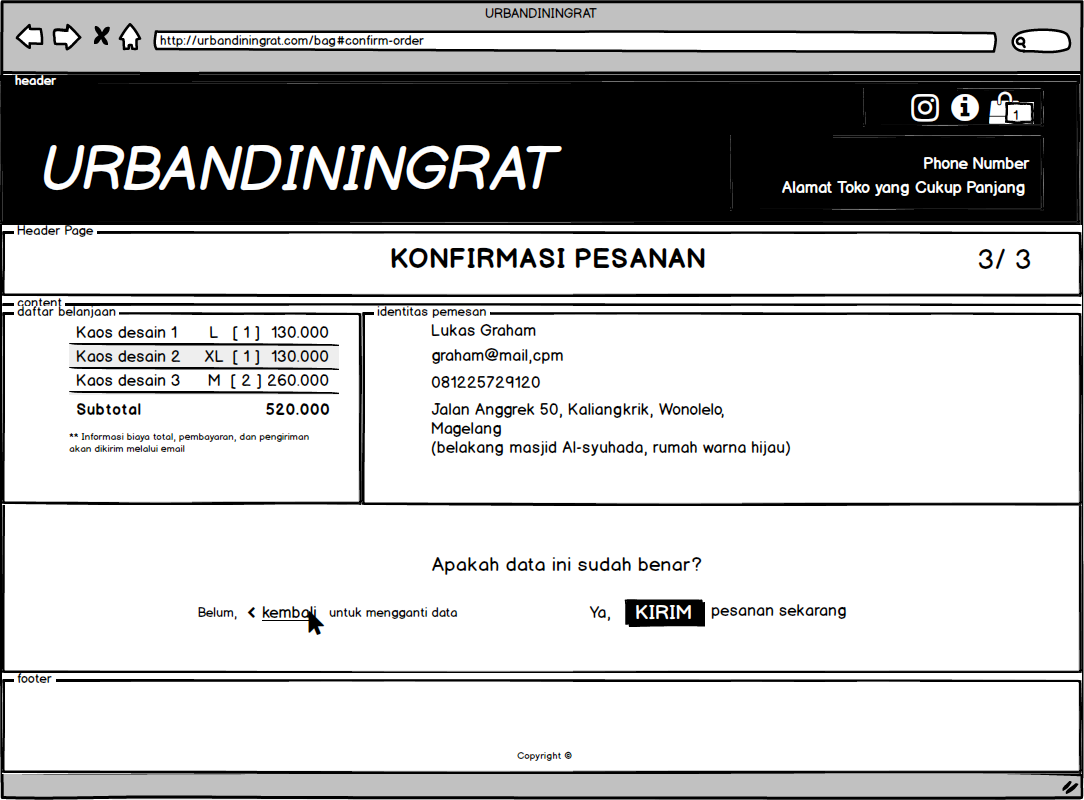 URBANDININGRAT
http://urbandiningrat.com/bag#confirm-order
header
1
URBANDININGRAT
Phone Number
Alamat Toko yang Cukup Panjang
Header Page
KONFIRMASI PESANAN
3/ 3
content
daftar belanjaan
Kaos desain 1 L [ 1 ] 130.000
Kaos desain 2 XL [ 1 ] 130.000
Kaos desain 3 M [ 2 ] 260.000
Subtotal 520.000
** Informasi biaya total, pembayaran, dan pengiriman
akan dikirim melalui email
identitas pemesan
Lukas Graham
graham@mail,cpm
081225729120
Jalan Anggrek 50, Kaliangkrik, Wonolelo,
Magelang
(belakang masjid Al-syuhada, rumah warna hijau)
Apakah data ini sudah benar?
Belum, < kembali untuk mengganti data
Ya, KIRIM pesanan sekarang
footer
Copyright ©